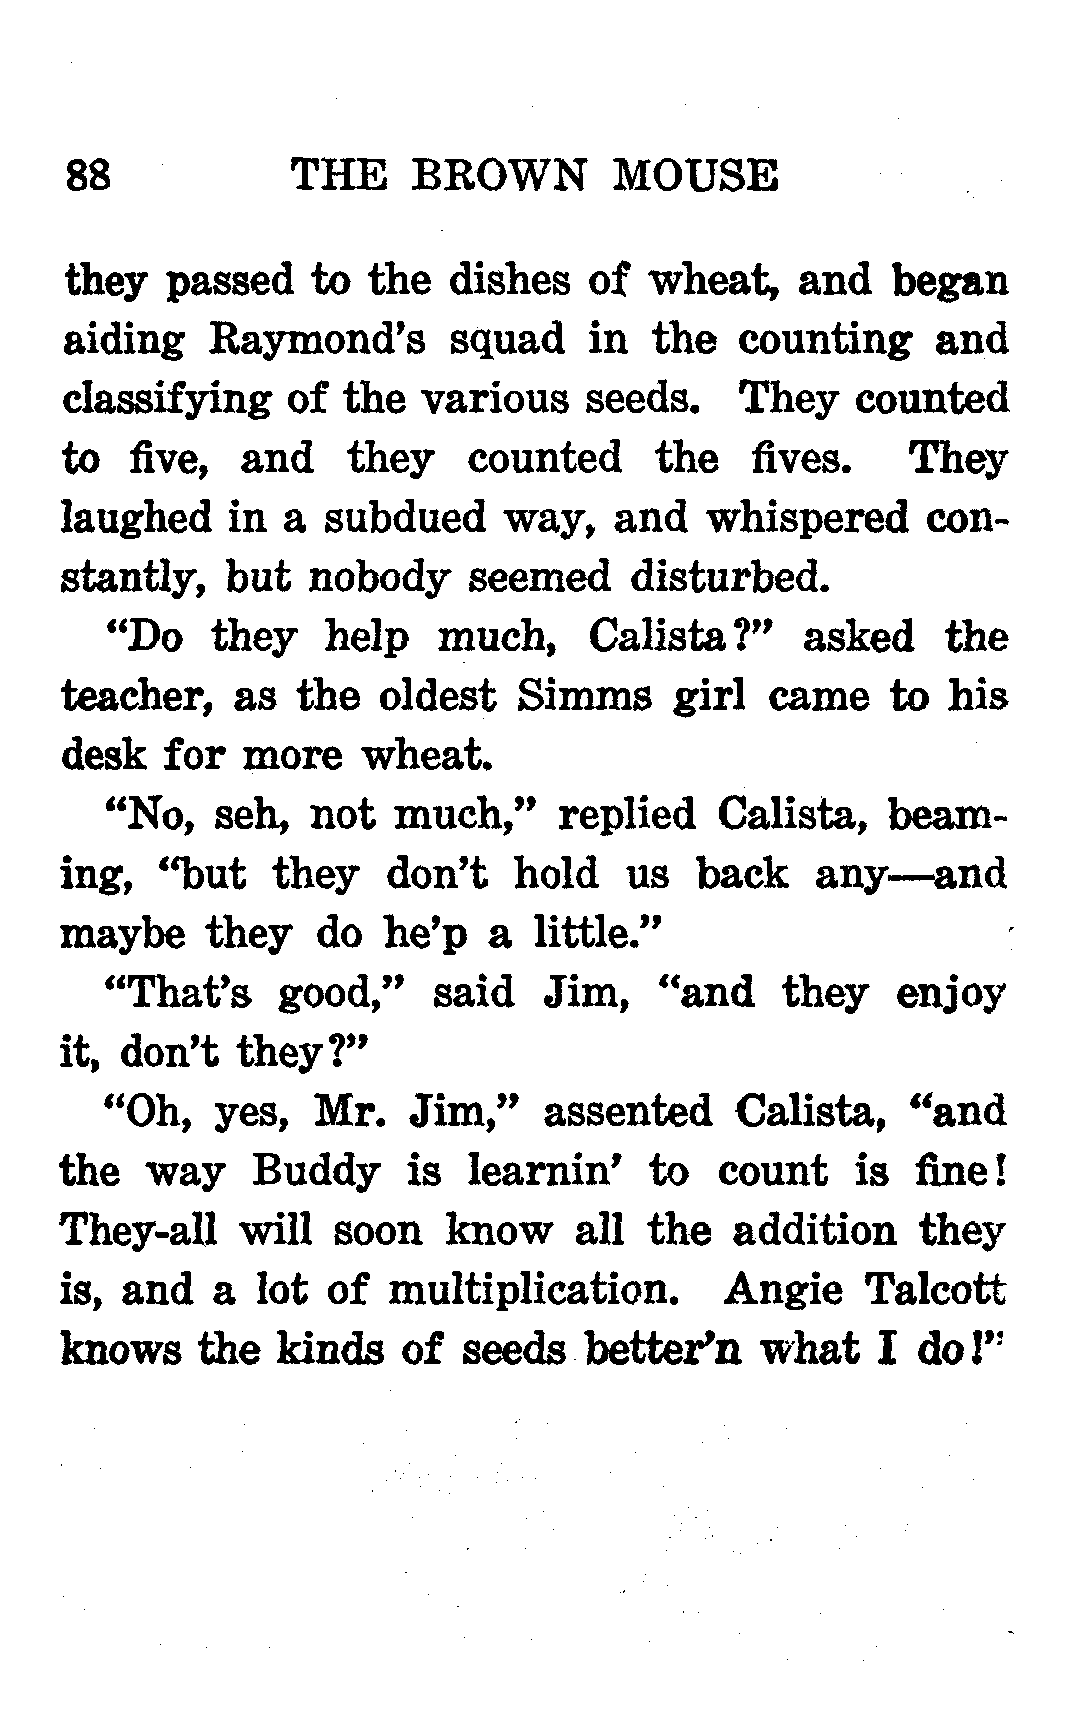 88 THE BROWN MOUSE
they passed to the dishes of wheat, and began
aiding Raymond's squad in the counting and
classifying of the various seeds. They counted
to five, and they counted the fives. They
laughed in a subdued way, and whispered con-
stantly, but nobody seemed disturbed.
"Do they help much, Calista?" asked the
teacher, as the oldest Simms girl came to his
desk for more wheat.
"No, seh, not much," replied Calista, beam-
ing, "but they don't hold us back any—and
maybe they do he'p a little."
"That's good," said Jim, "and they enjoy
it, don't they?"
"Oh, yes, Mr. Jim," assented Calista, "and
the way Buddy is learnin' to count is fine!
They-all will soon know all the addition they
is, and a lot of multiplication. Angie Talcott
knows the kinds of seeds better'n what I do!"